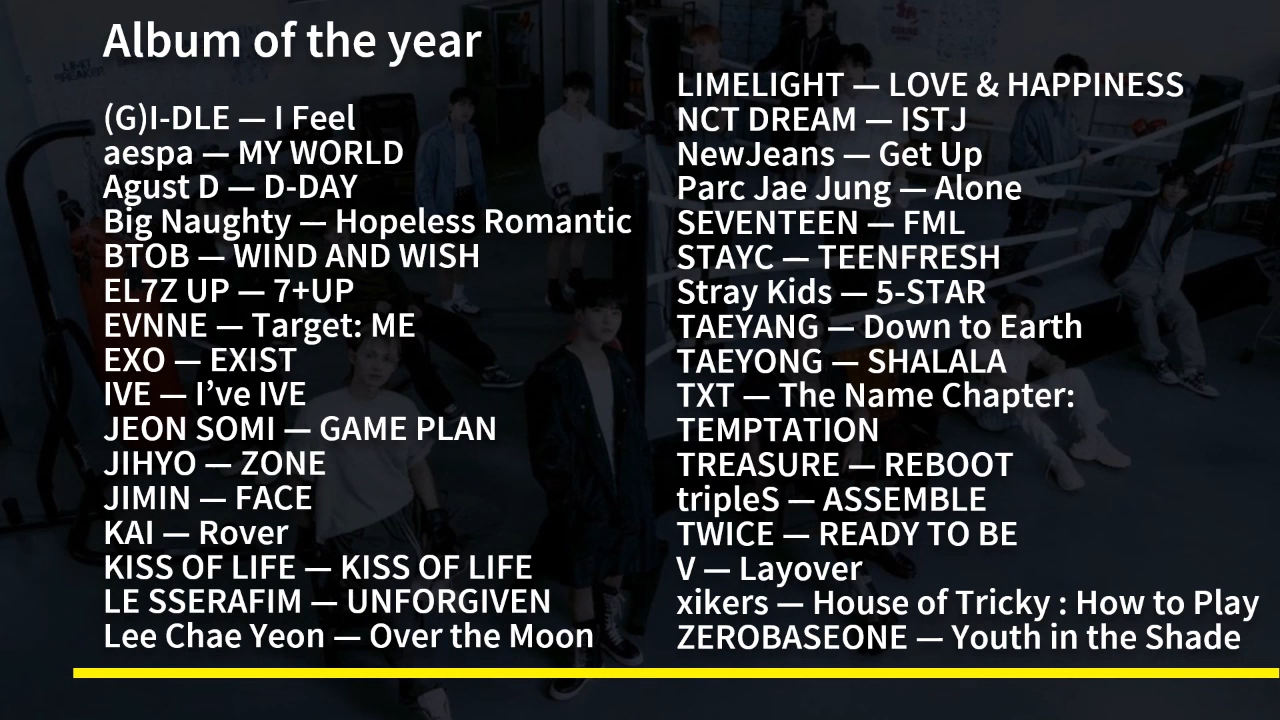 Album of the year
(G)I-DLE — I Feel
aespa — MY WORLD
Agust D — D-DAY
Big Naughty — Hopeless Romantic
BTOB — WIND AND WISH
EL7Z UP — 7+UP
EVNNE — Target: ME
EXO — EXIST
IVE — I’ve IVE
JEON SOMI — GAME PLAN
JIHYO — ZONE
JIMIN — FACE
KAI — Rover
KISS OF LIFE — KISS OF LIFE
LE SSERAFIM — UNFORGIVEN
Lee Chae Yeon — Over the Moon
LIMELIGHT — LOVE & HAPPINESS
NCT DREAM — ISTJ
NewJeans — Get Up
Parc Jae Jung — Alone
SEVENTEEN — FML
STAYC — TEENFRESH
Stray Kids — 5-STAR
TAEYANG — Down to Earth
TAEYONG — SHALALA
TXT — The Name Chapter:
TEMPTATION
TREASURE — REBOOT
tripleS — ASSEMBLE
TWICE — READY TO BE
V — Layover
xikers — House of Tricky : How to Play
ZEROBASEONE — Youth in the Shade